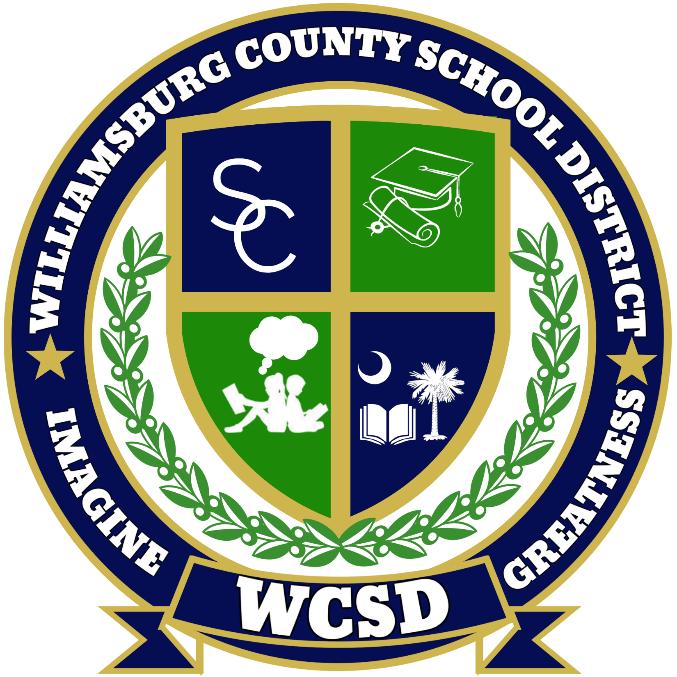 WILLIAMSBURG COUNTY SCHOOL DISTRICT
SC
IMAGINE
GREATNESS
WCSD